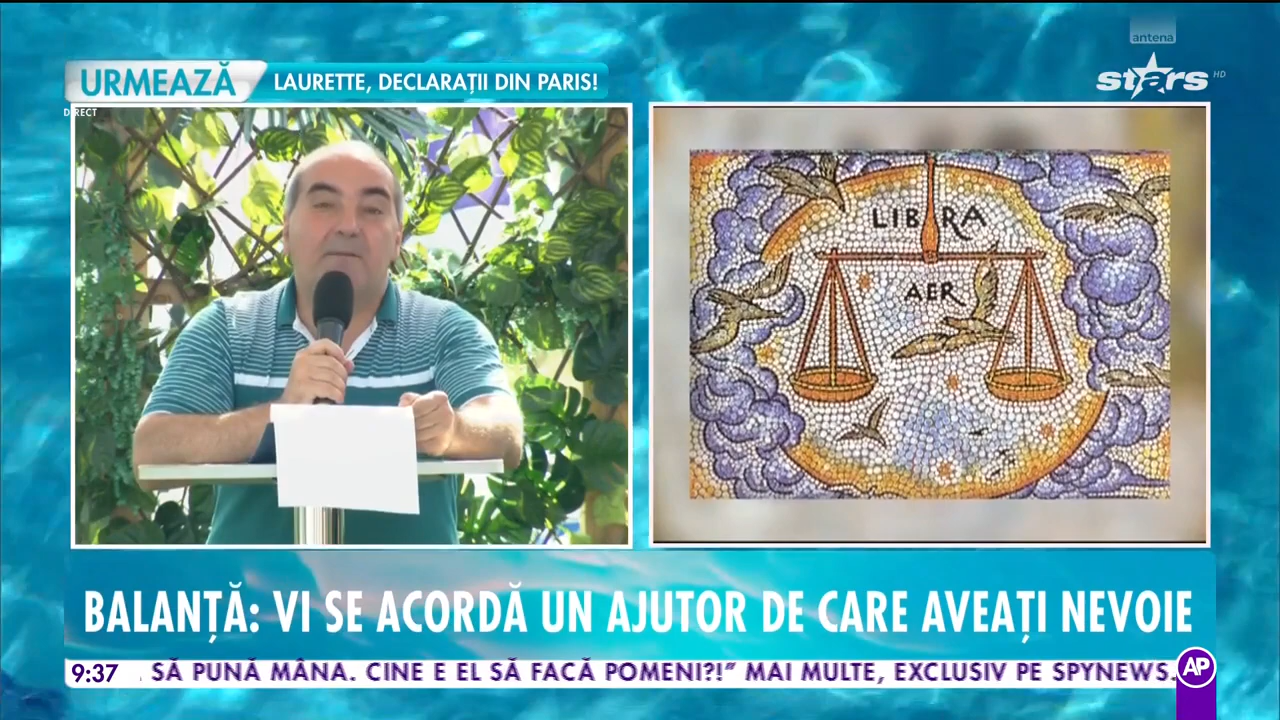 antena
stars HD
URMEAZĂ
LAURETTE, DECLARAȚII DIN PARIS!
DIRECT
LIBRA
AER
BALANȚĂ: VI SE ACORDĂ UN AJUTOR DE CARE AVEAȚI NEVOIE
9:37
SĂ PUNĂ MÂNA. CINE E EL SĂ FACĂ POMENI?!” MAI MULTE, EXCLUSIV PE SPYNEWS.
AP